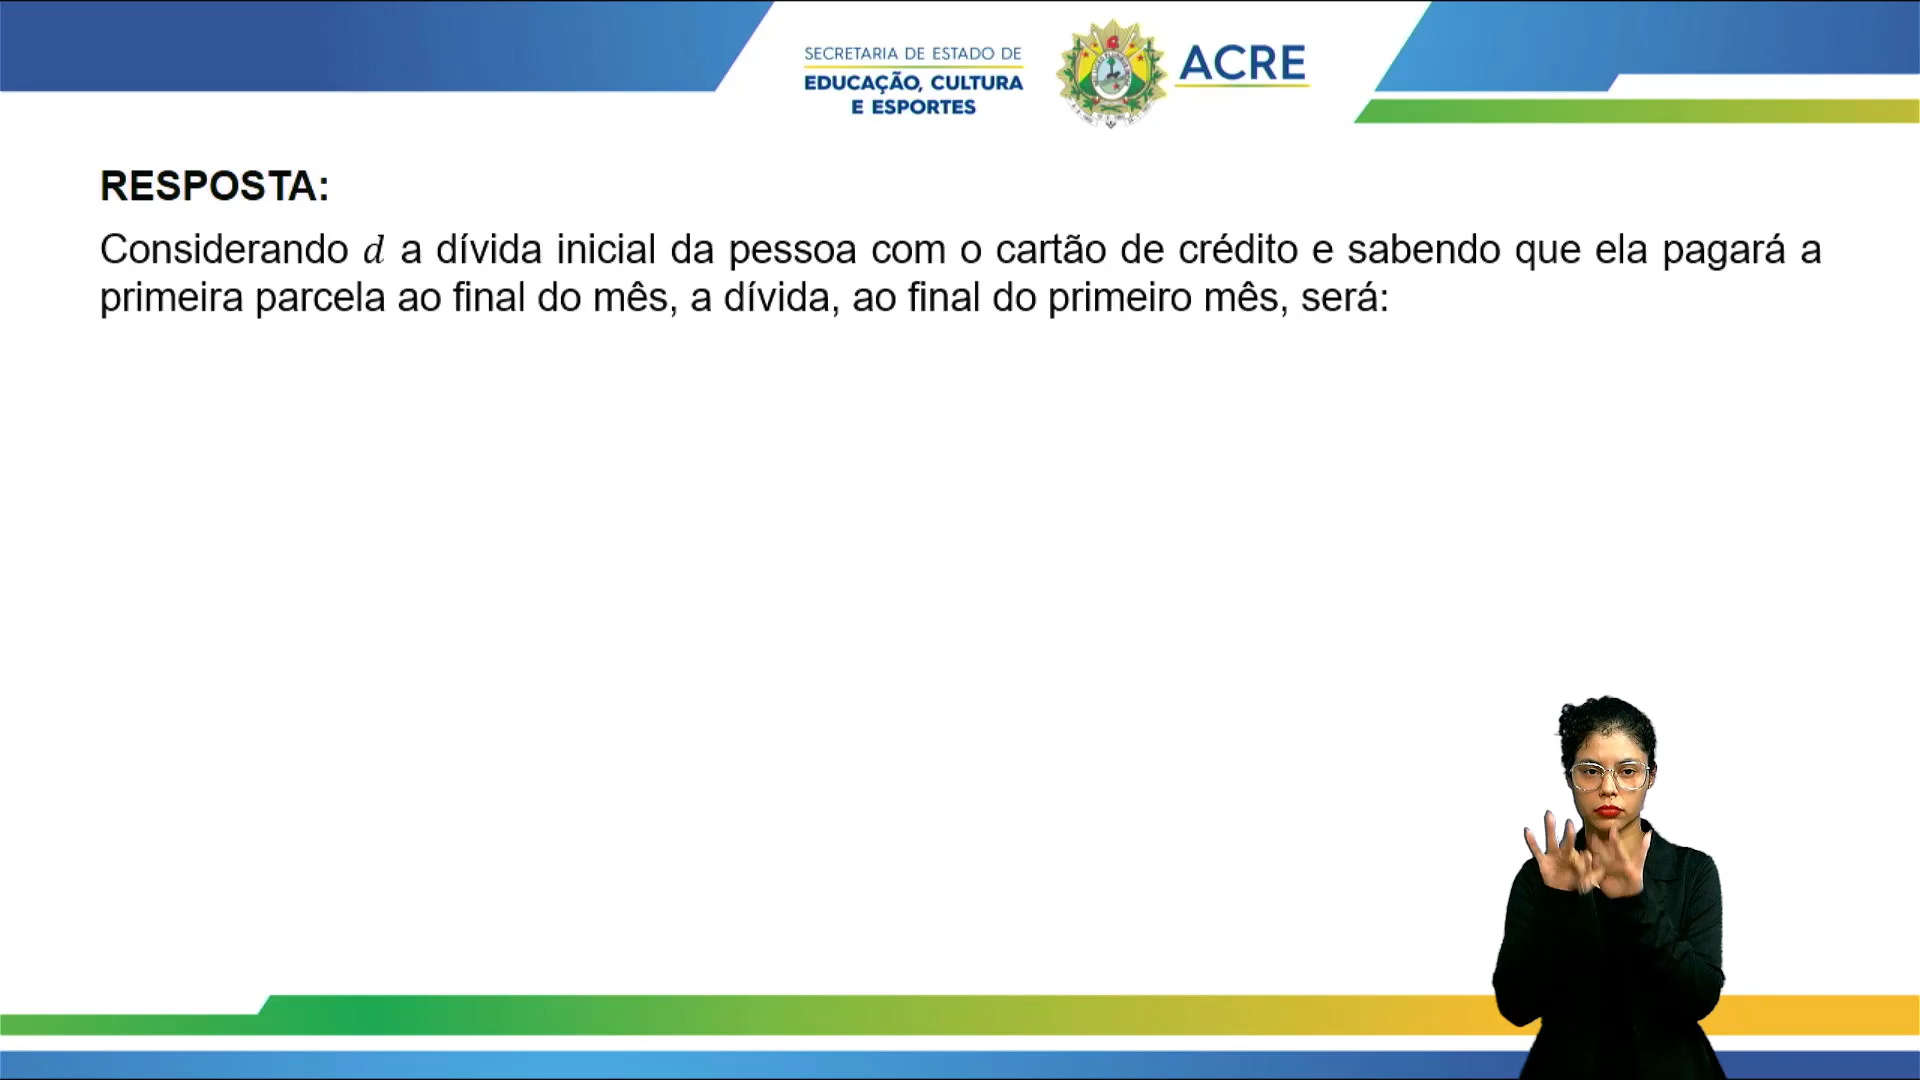 SECRETARIA DE ESTADO DE
EDUCAÇÃO, CULTURA
E ESPORTES
ACRE
RESPOSTA:
Considerando d a dívida inicial da pessoa com o cartão de crédito e sabendo que ela pagará a
primeira parcela ao final do mês, a dívida, ao final do primeiro mês, será: